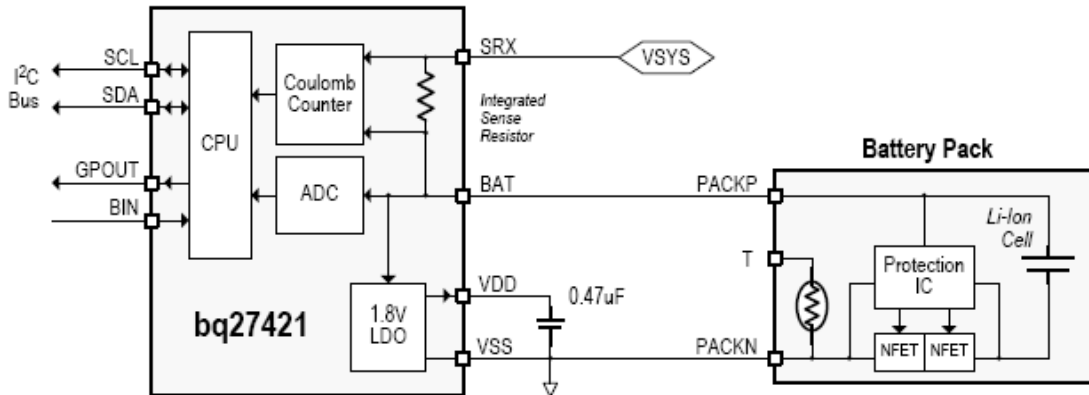 SCL
I²C
Bus
SDA
GPOUT
BIN
CPU
Coulomb
Counter
ADC
SRX
VSYS
Integrated
Sense
Resistor
BAT
bq27421
1.8V
LDO
VDD
0.47uF
VSS
Battery Pack
PACKP
Li-Ion
Cell
T
Protection
IC
PACKN
NFET
NFET